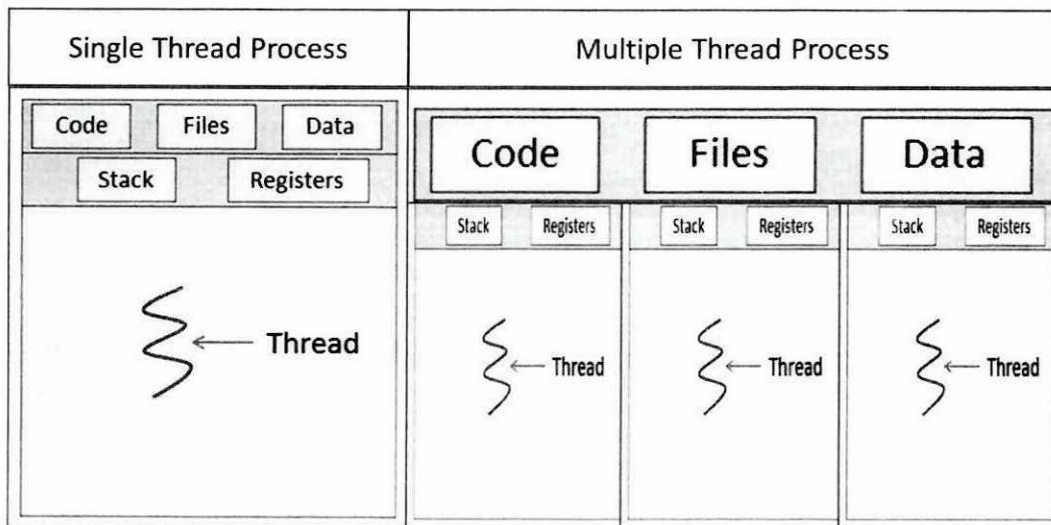 Single Thread Process
Multiple Thread Process
Code Files Data
Stack Registers
Thread
Code Files Data
Stack Registers Stack Registers Stack Registers
Thread Thread Thread